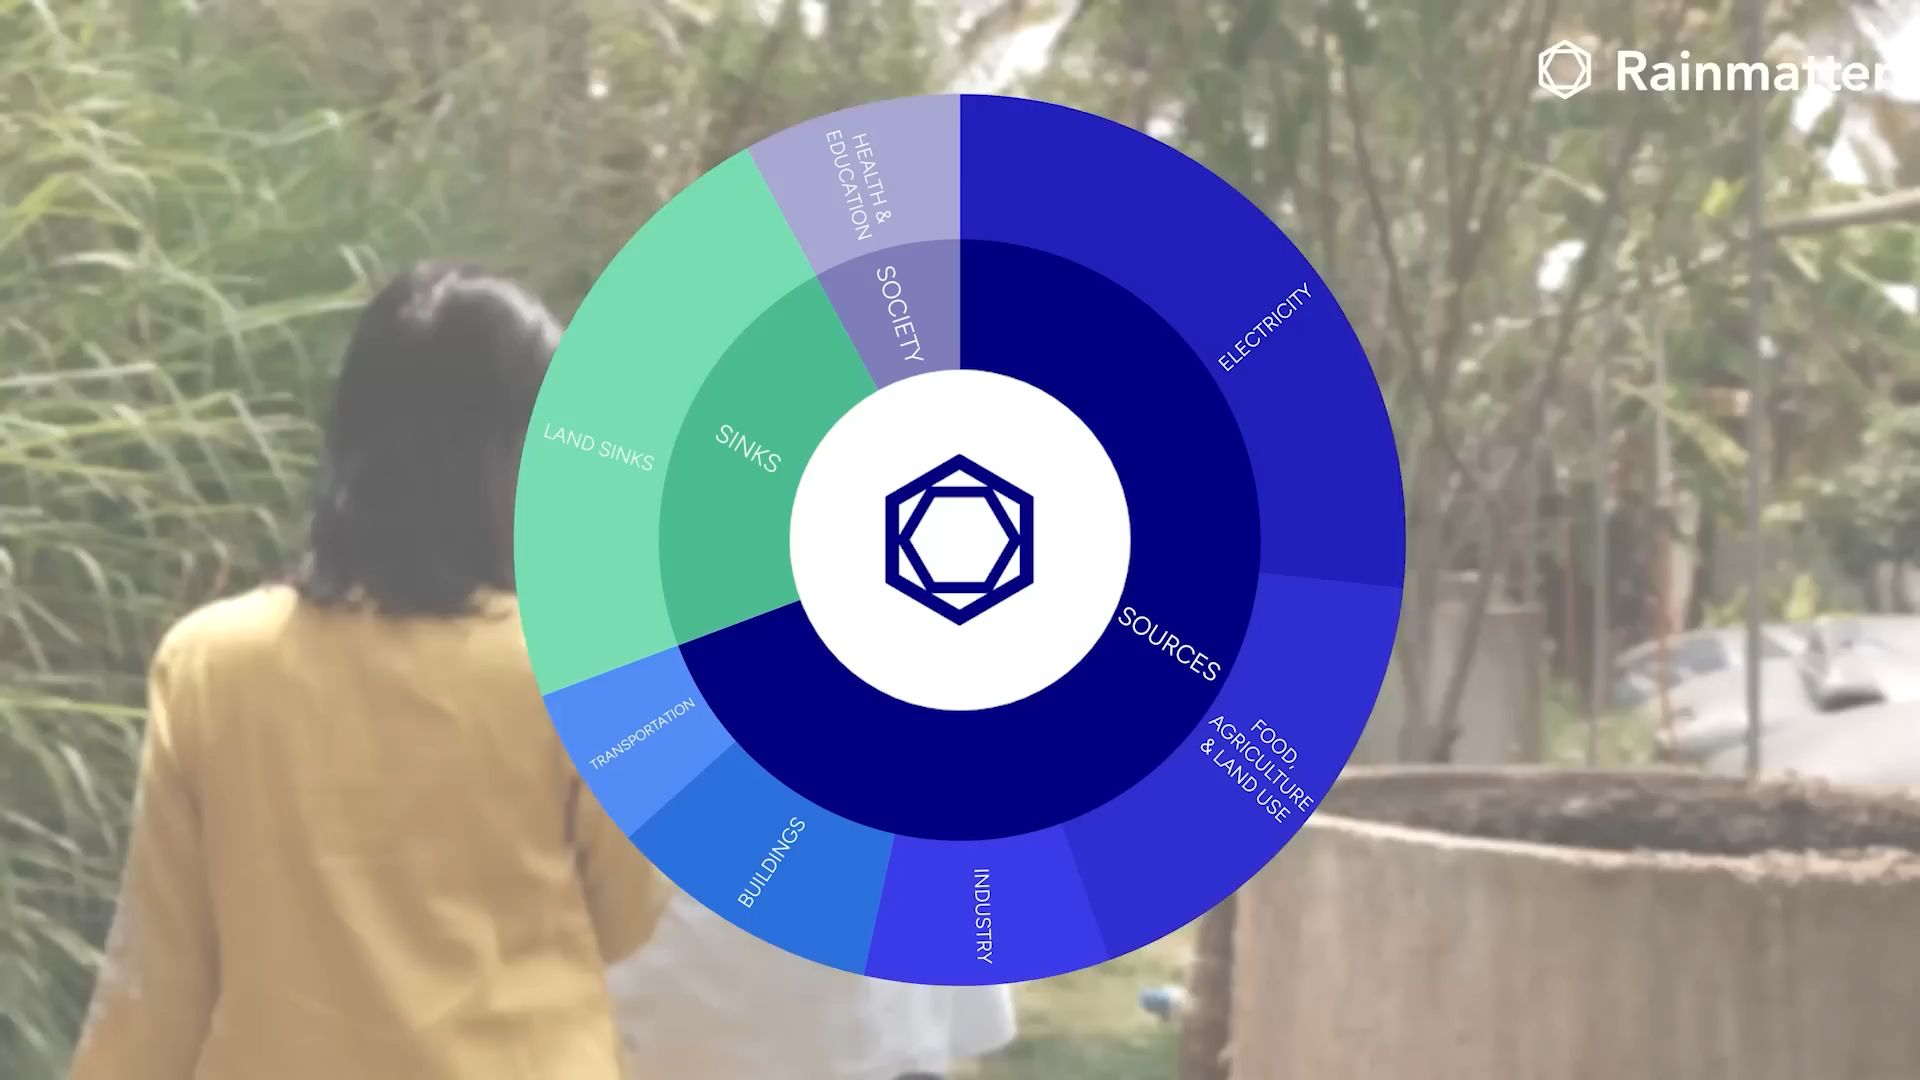 Rainmatter
HEALTH &
EDUCATION
SOCIETY
ELECTRICITY
LAND SINKS
SINKS
SOURCES
FOOD,
AGRICULTURE
& LAND USE
TRANSPORTATION
BUILDINGS
INDUSTRY